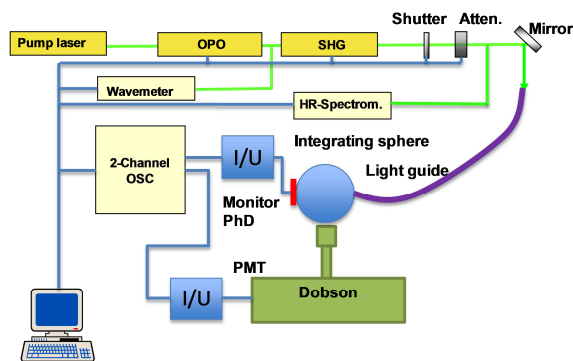 Shutter
Atten.
Mirror
Pump laser
OPO
SHG
Wavemeter
HR-Spectrom.
Integrating sphere
2-Channel
OSC
I/U
Light guide
Monitor
PhD
PMT
I/U
Dobson